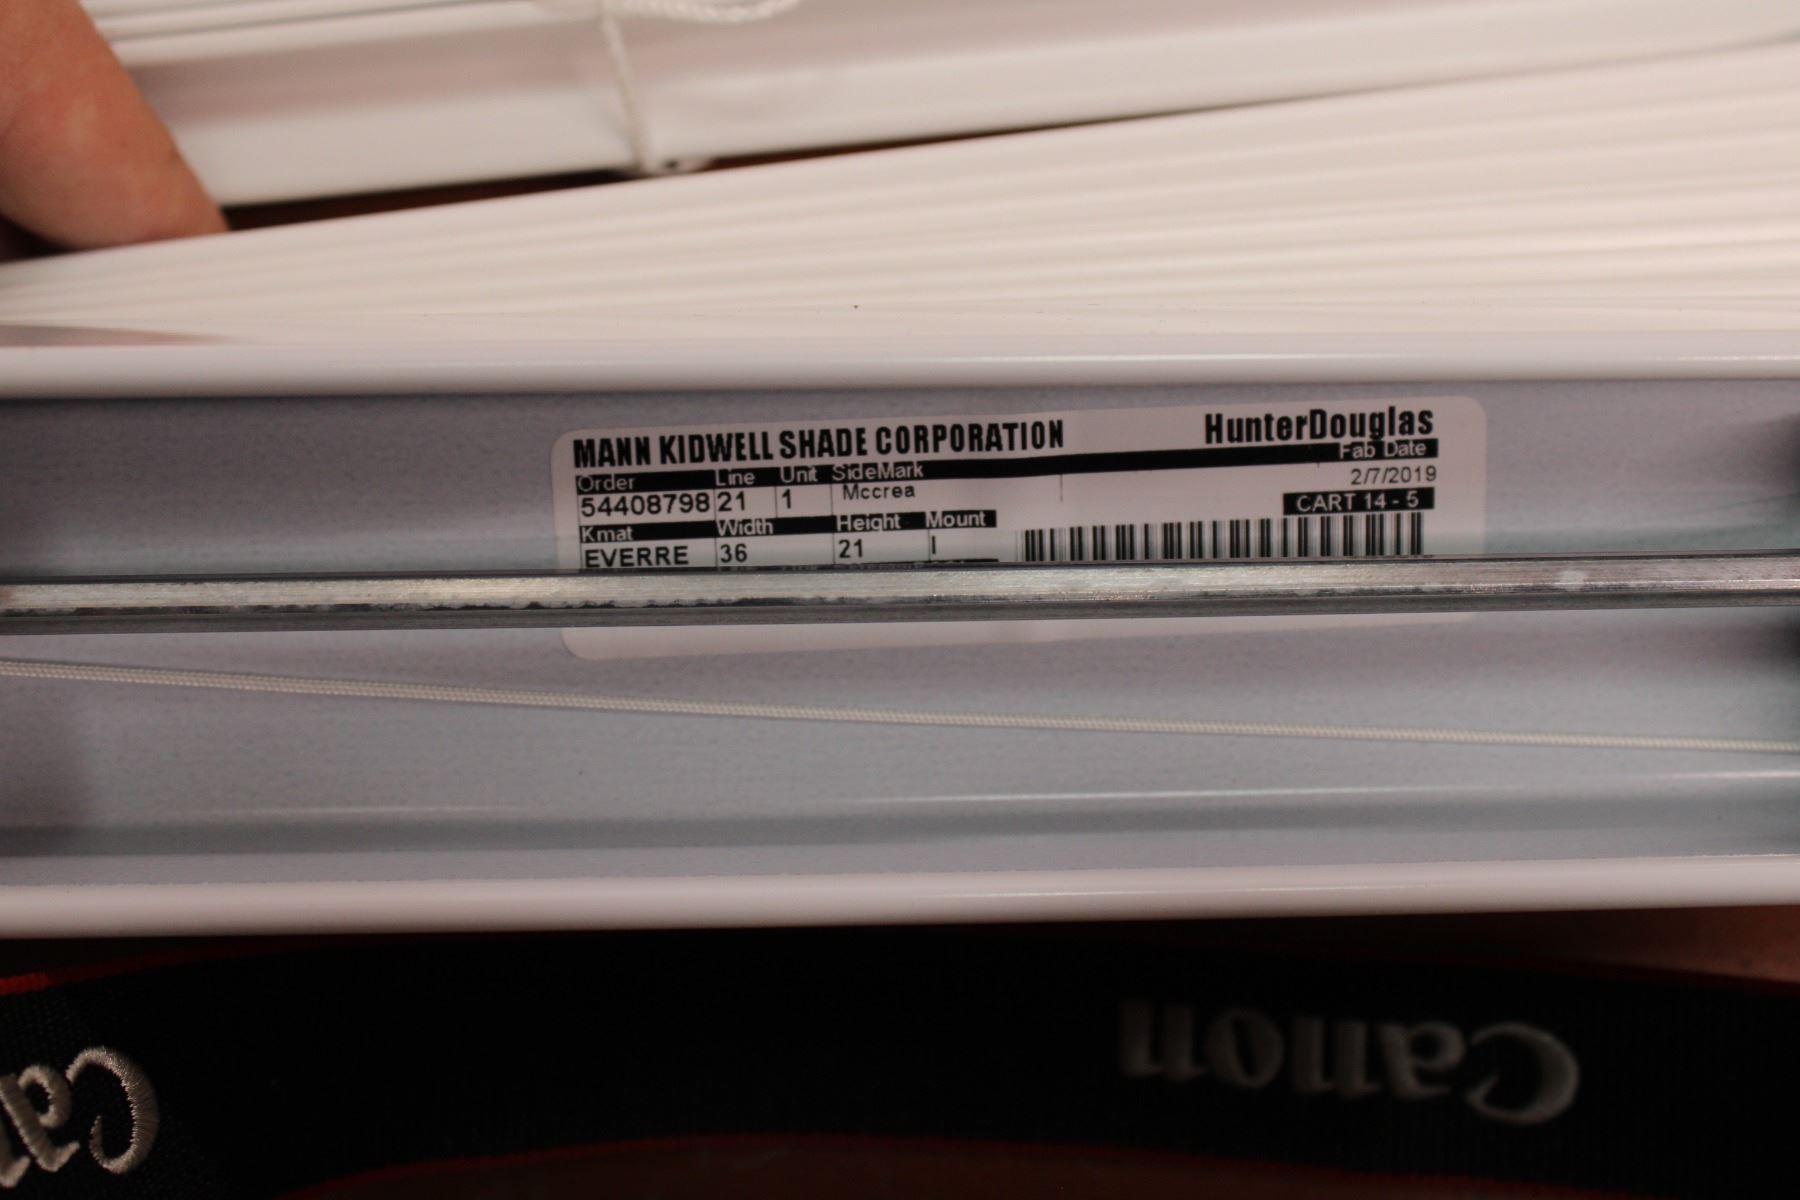 MANN KIDWELL SHADE CORPORATION HunterDouglas
Order Line Unit SideMark Fab Date
54408798 21 1 Mccrea 2/7/2019
CART 14 - 5
Kmat Width Height Mount
EVERRE 36 21 I
Canon
Ca